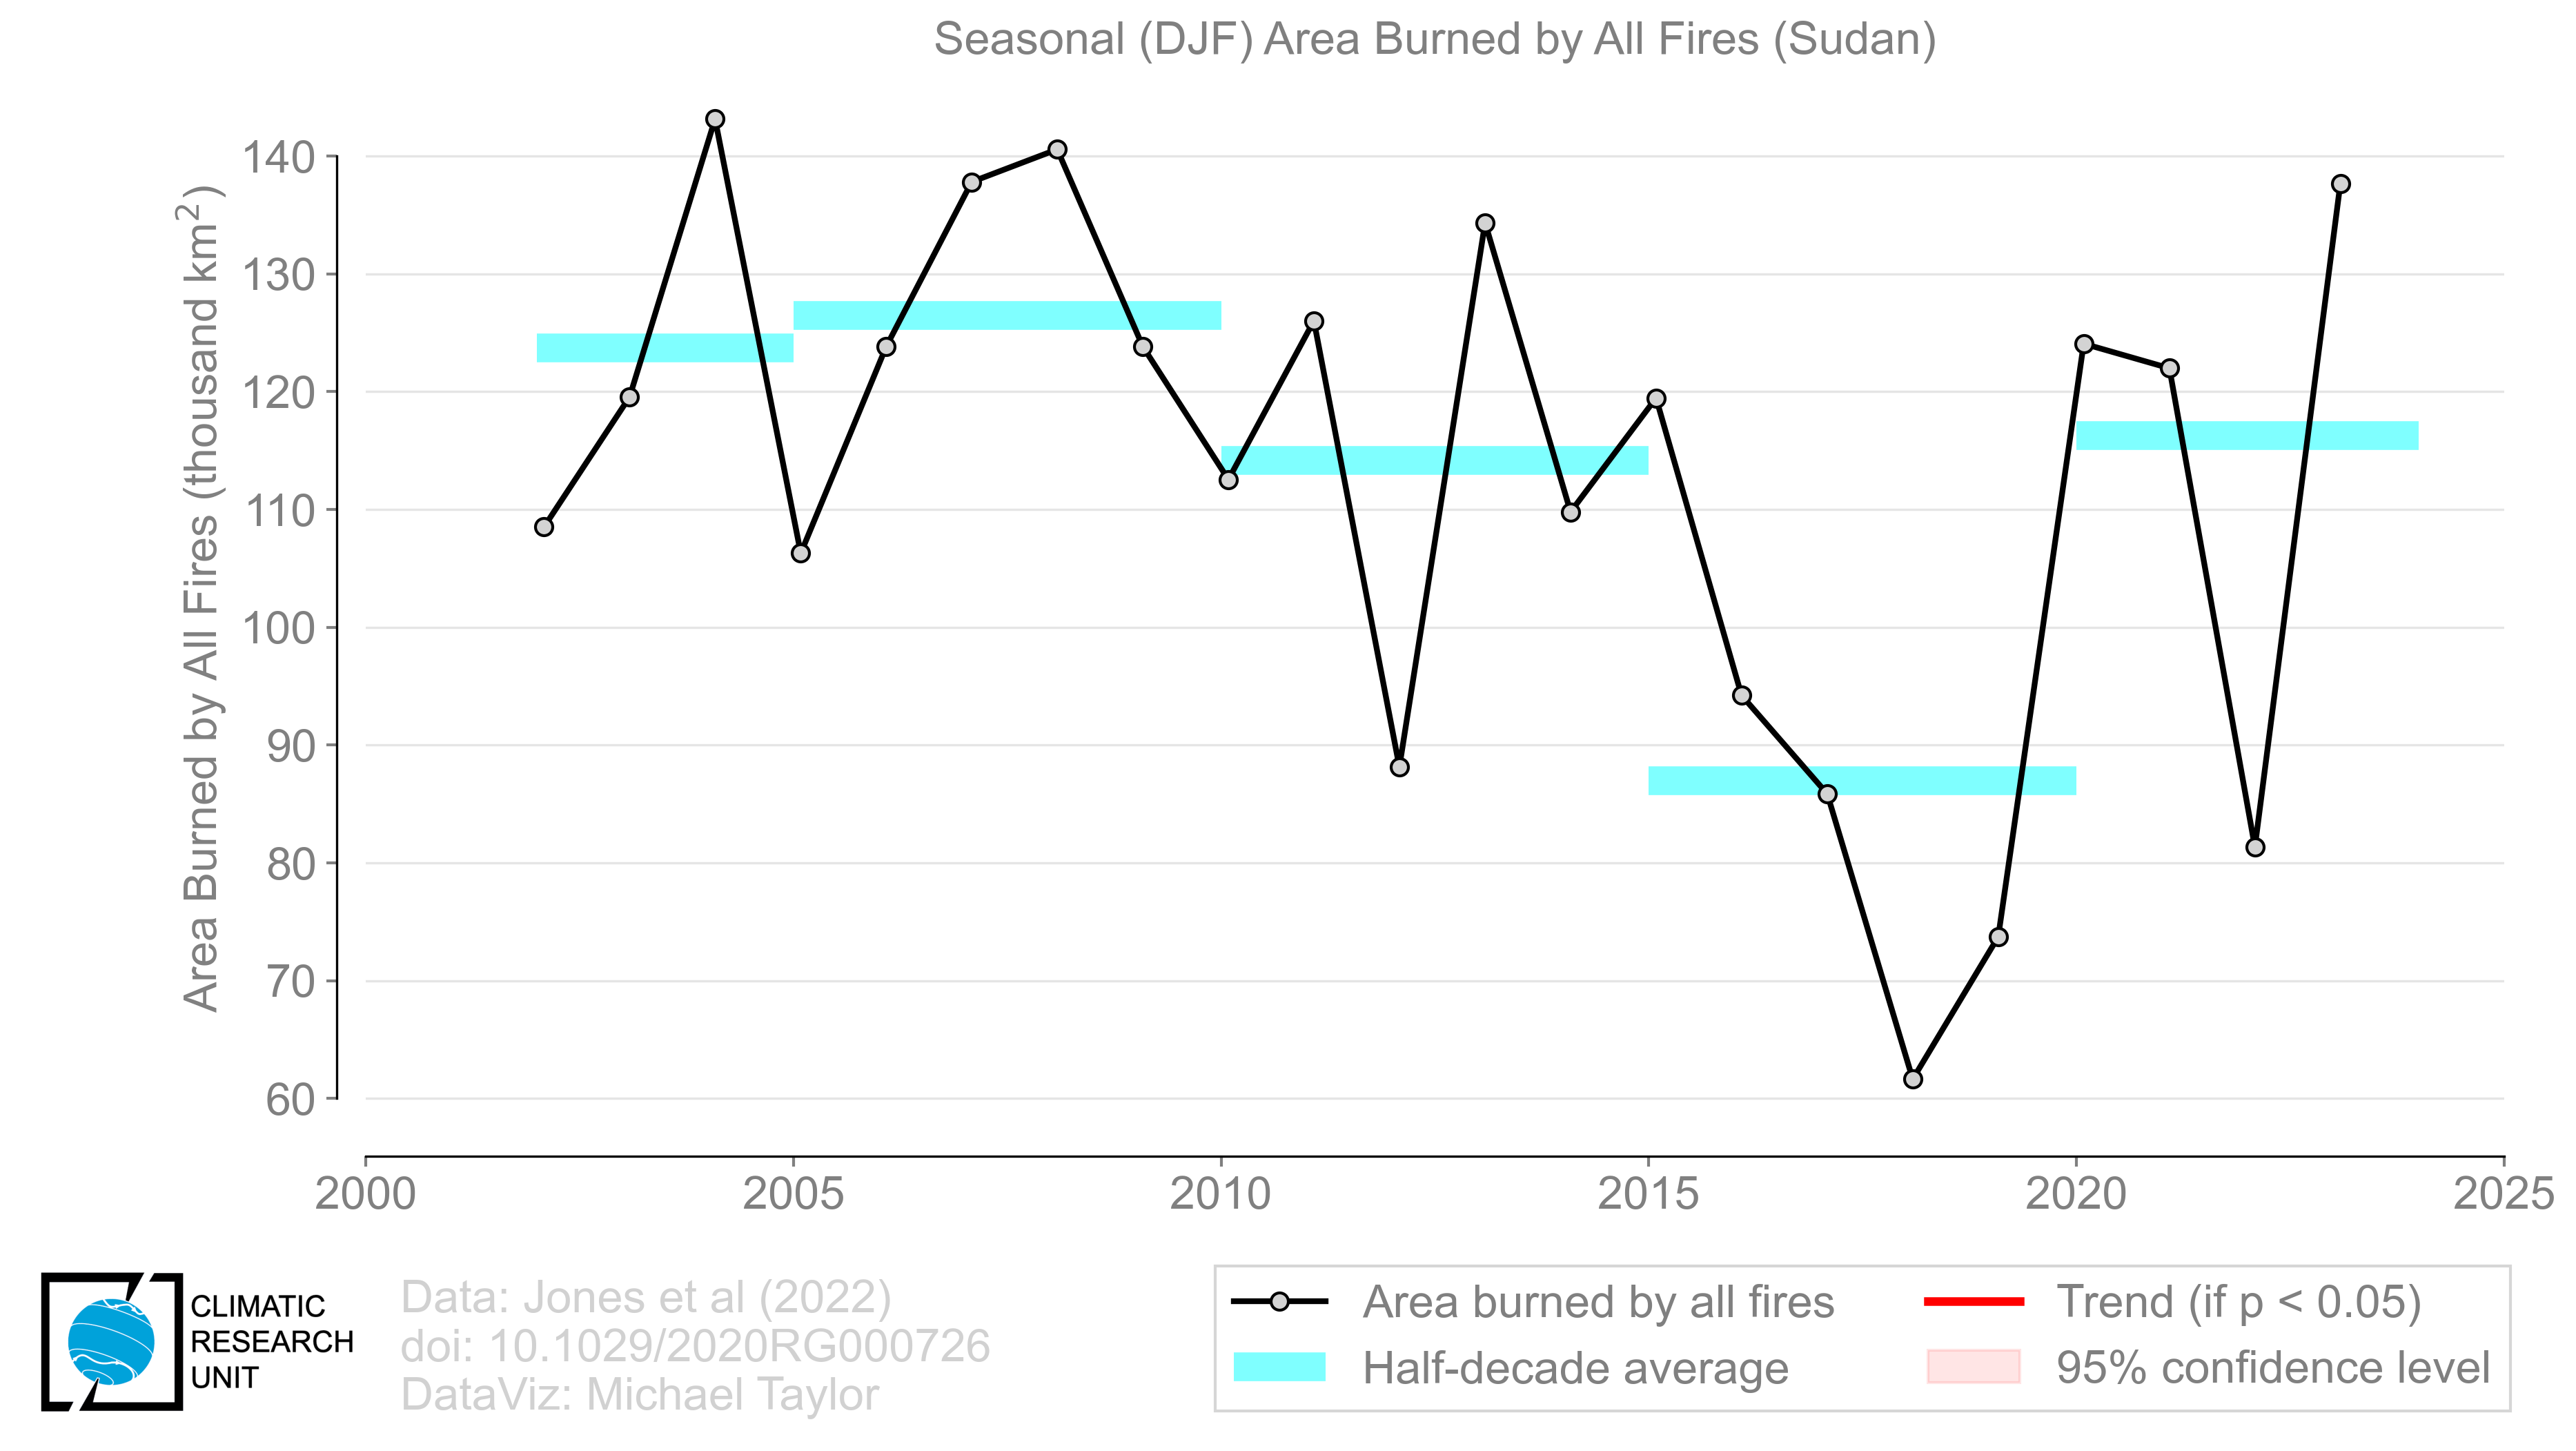 Seasonal (DJF) Area Burned by All Fires (Sudan)
Area Burned by All Fires (thousand km²)
140
130
120
110
100
90
80
70
60
2000 2005 2010 2015 2020 2025
CLIMATIC
RESEARCH
UNIT
Data: Jones et al (2022)
doi: 10.1029/2020RG000726
DataViz: Michael Taylor
Area burned by all fires
Half-decade average
Trend (if p < 0.05)
95% confidence level